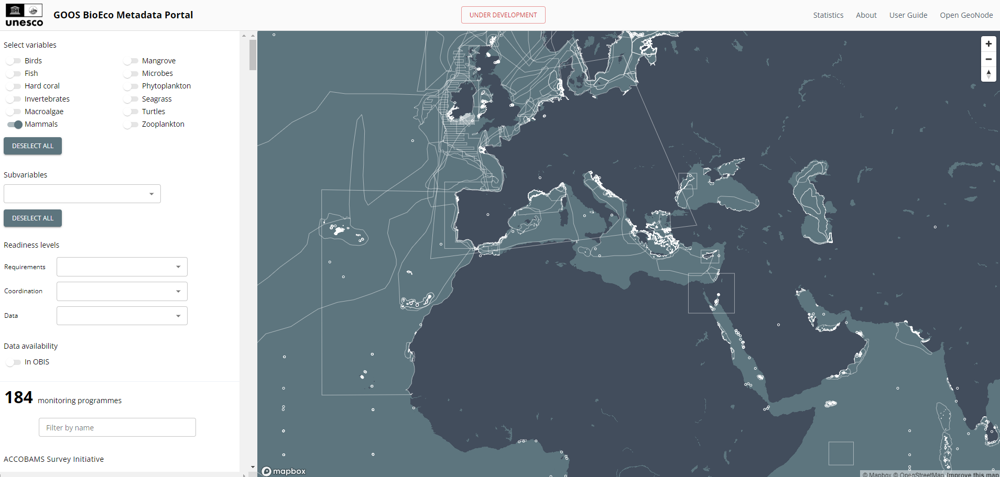 unesco
GOOS BioEco Metadata Portal
UNDER DEVELOPMENT
Statistics
About
User Guide
Open GeoNode
Select variables
Birds
Mangrove
Fish
Microbes
Hard coral
Phytoplankton
Invertebrates
Seagrass
Macroalgae
Turtles
Mammals
Zooplankton
DESELECT ALL
Subvariables
DESELECT ALL
Readiness levels
Requirements
Coordination
Data
Data availability
In OBIS
184 monitoring programmes
Filter by name
ACCOBAMS Survey Initiative
mapbox
© Mapbox © OpenStreetMap Improve this map